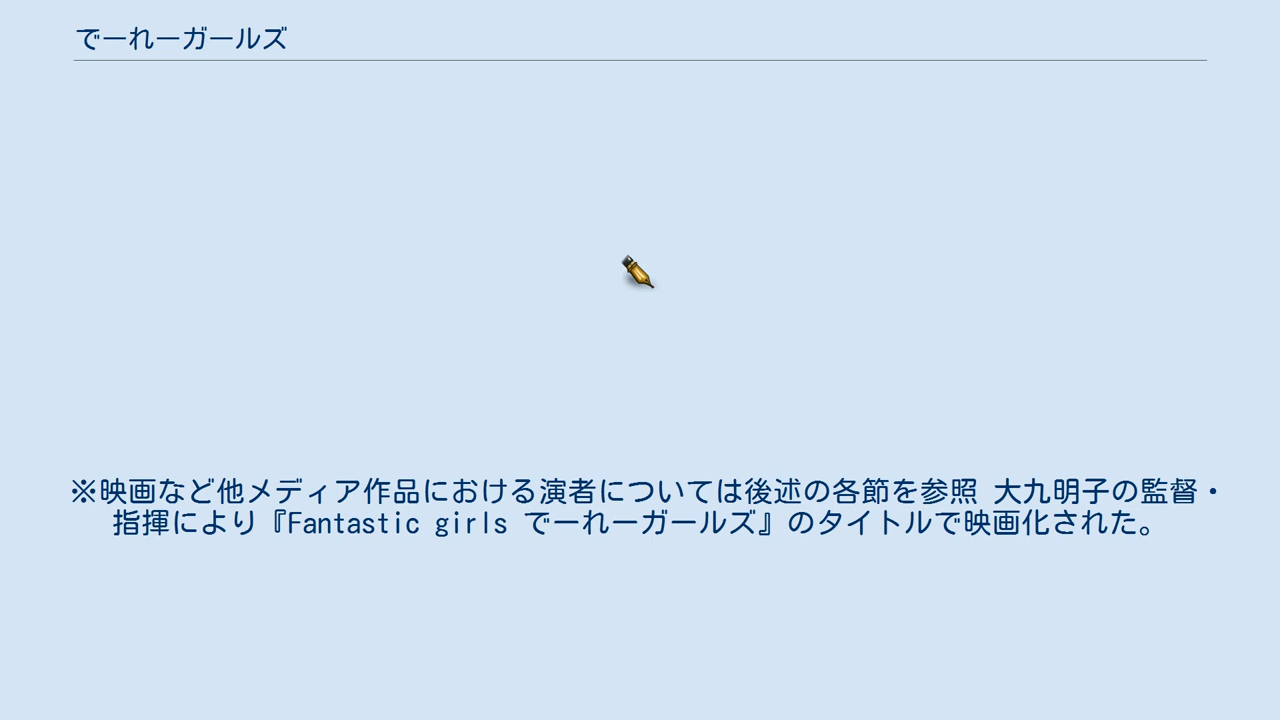 でーれーガールズ
※映画など他メディア作品における演者については後述の各節を参照 大九明子の監督・
指揮により『Fantastic girls でーれーガールズ』のタイトルで映画化された。